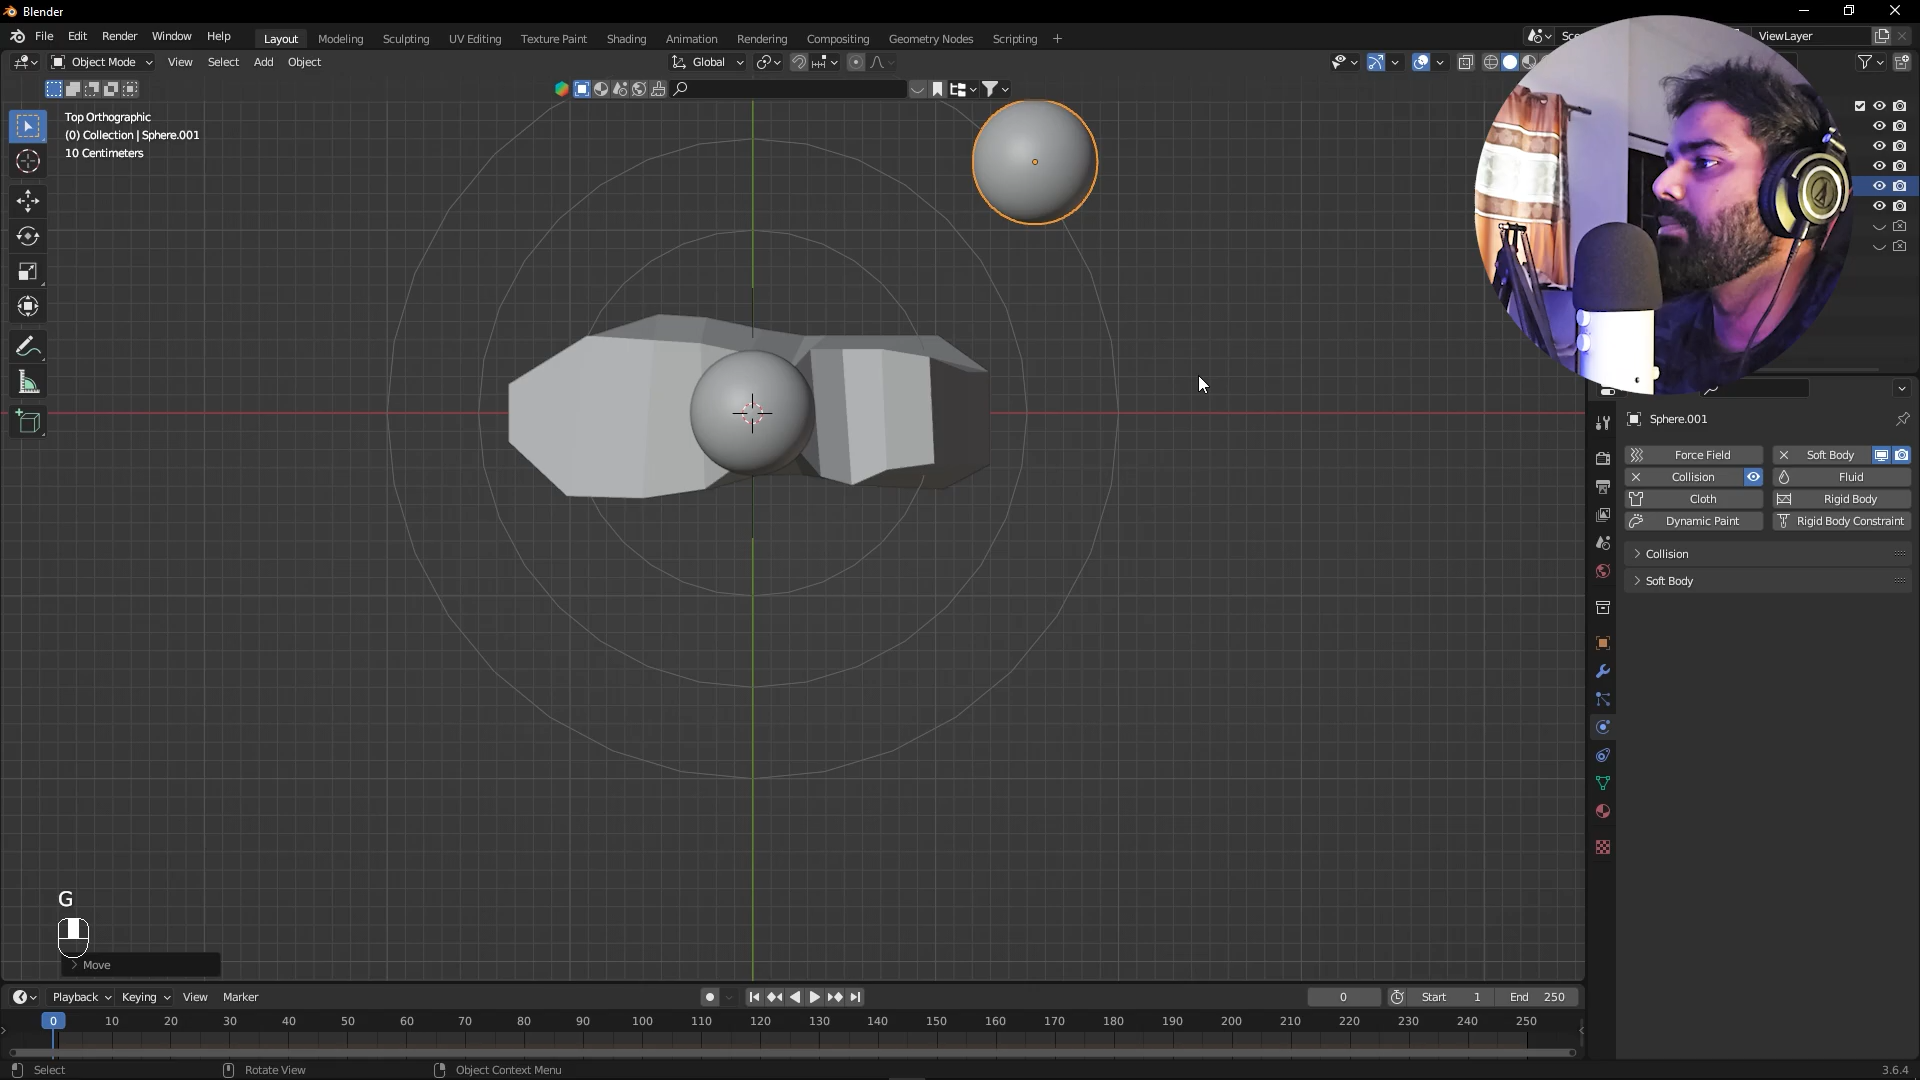 Blender
File Edit Render Window Help Layout Modeling Sculpting UV Editing Texture Paint Shading Animation Rendering Compositing Geometry Nodes Scripting + ViewLayer
Object Mode View Select Add Object Global
Top Orthographic
(0) Collection | Sphere.001
10 Centimeters
Sphere.001
Force Field Soft Body
Collision Fluid
Cloth Rigid Body
Dynamic Paint Rigid Body Constraint
Collision
Soft Body
G
Move
Playback Keying View Marker 0 Start 1 End 250
0 10 20 30 40 50 60 70 80 90 100 110 120 130 140 150 160 170 180 190 200 210 220 230 240 250
Select Rotate View Object Context Menu 3.6.4